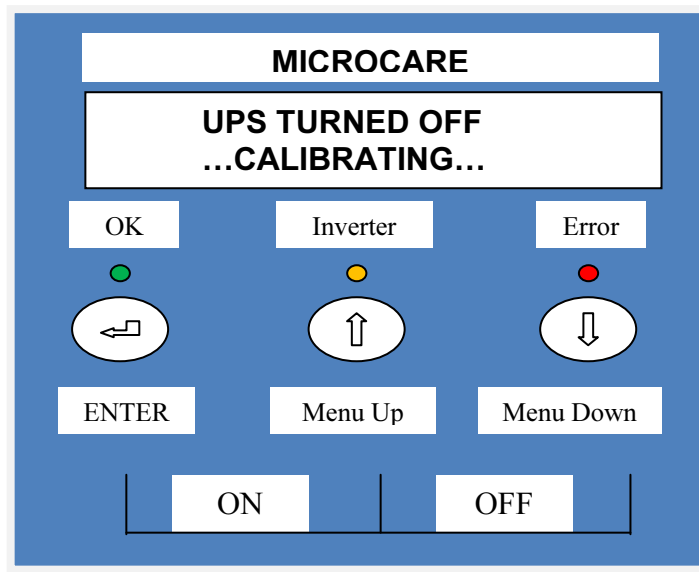 MICROCARE
UPS TURNED OFF
...CALIBRATING...
OK Inverter Error
ENTER Menu Up Menu Down
ON OFF